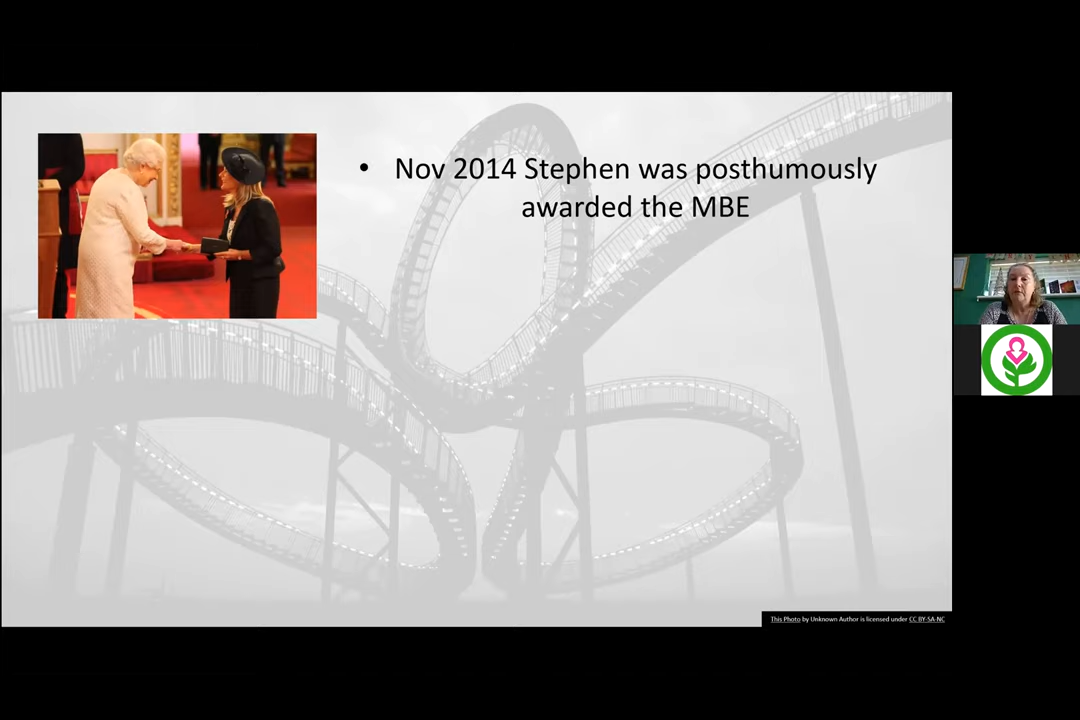 • Nov 2014 Stephen was posthumously
awarded the MBE
This Photo by Unknown Author is licensed under CC BY-SA-NC